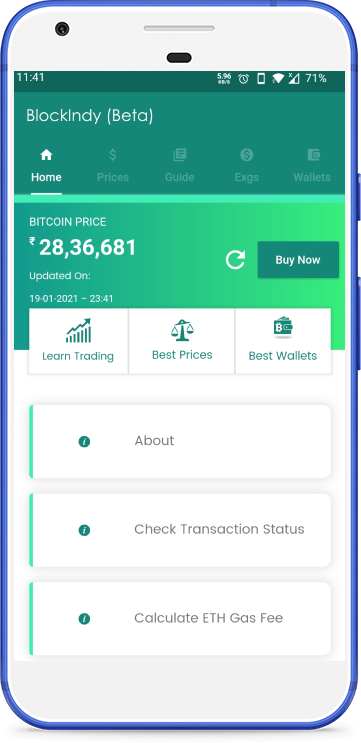 11:41 5.96 KB/S 71%
BlockIndy (Beta)
Home Prices Guide Exgs Wallets
BITCOIN PRICE
₹ 28,36,681
Updated On:
Buy Now
19-01-2021 – 23:41
Learn Trading Best Prices Best Wallets
About
Check Transaction Status
Calculate ETH Gas Fee